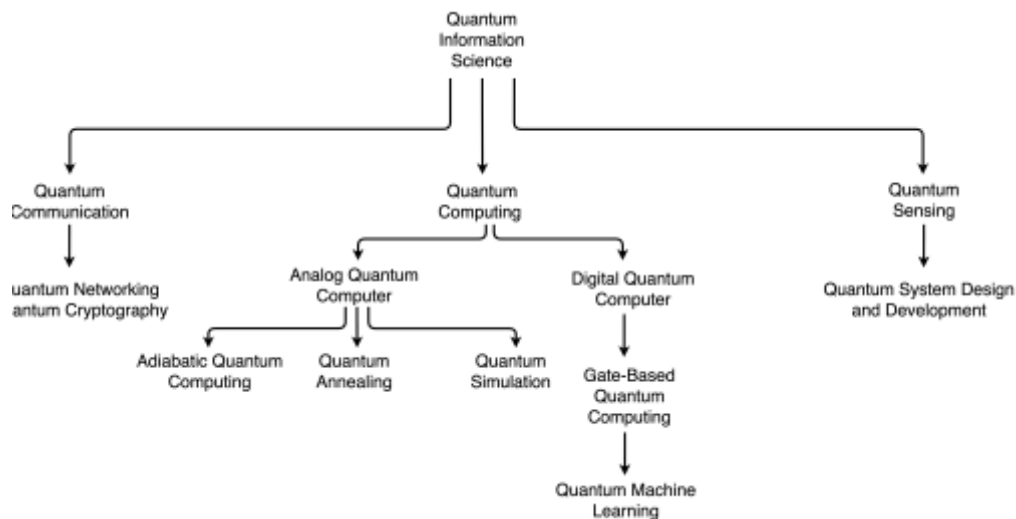 Quantum
Information
Science
Quantum
Communication
Quantum
Computing
Quantum
Sensing
Analog Quantum
Computer
Digital Quantum
Computer
uantum Networking
antum Cryptography
Quantum System Design
and Development
Adiabatic Quantum
Computing
Quantum
Annealing
Quantum
Simulation
Gate-Based
Quantum
Computing
Quantum Machine
Learning